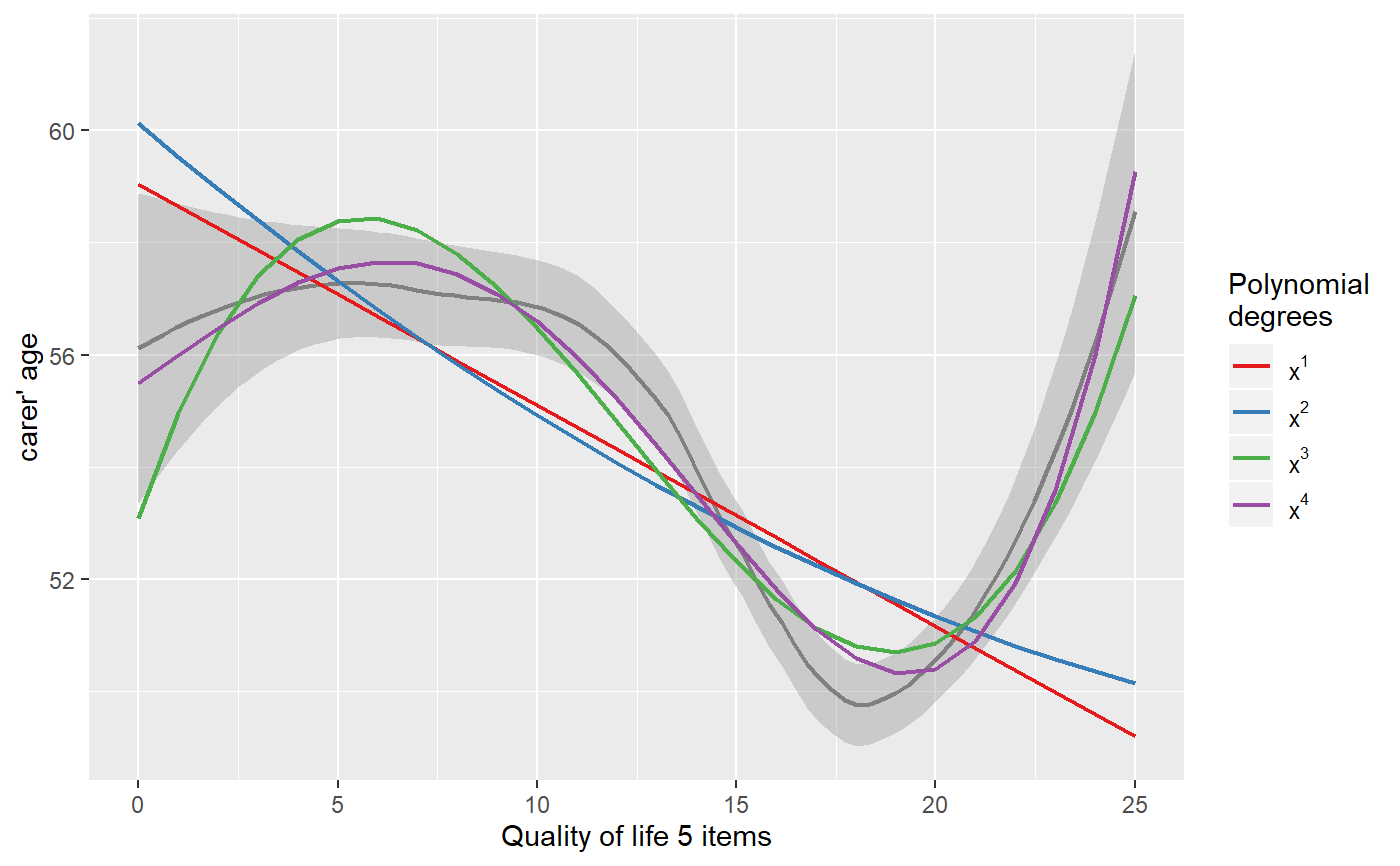 60
56
52
carer' age
0 5 10 15 20 25
Quality of life 5 items
Polynomial
degrees
x¹
x²
x³
x⁴